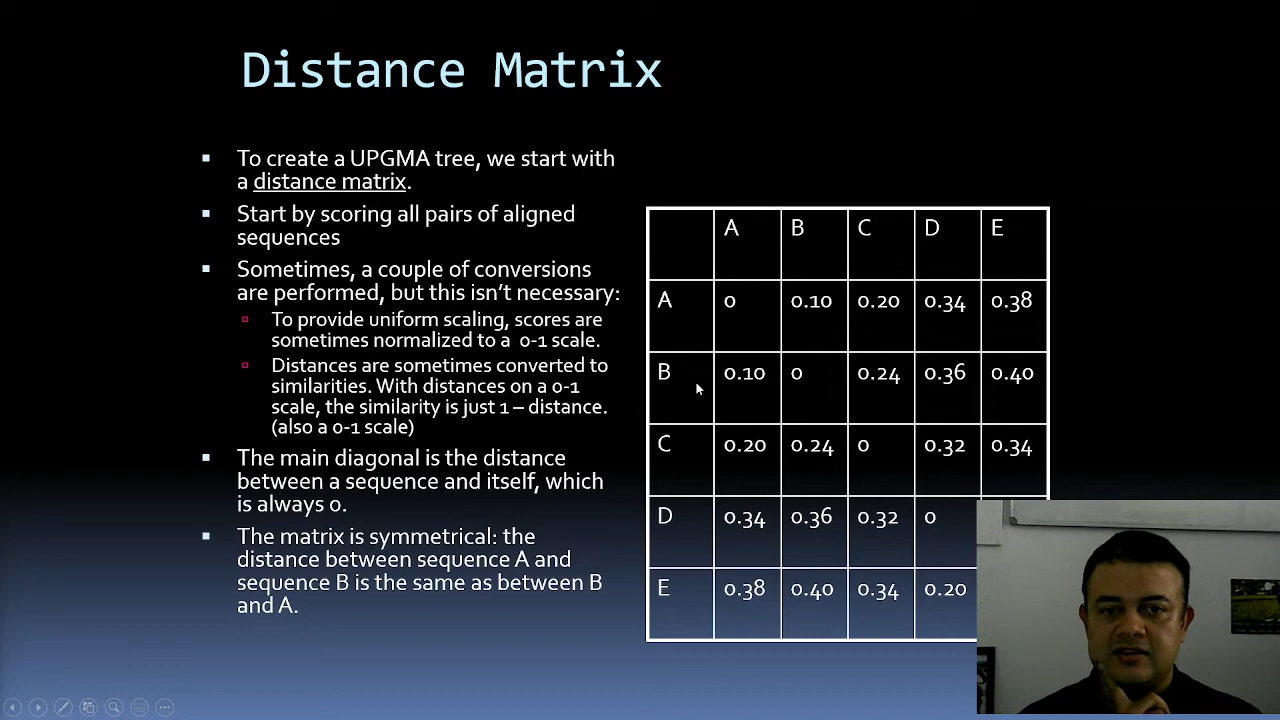 Distance Matrix
To create a UPGMA tree, we start with
a distance matrix.
Start by scoring all pairs of aligned
sequences
Sometimes, a couple of conversions
are performed, but this isn't necessary:
To provide uniform scaling, scores are
sometimes normalized to a 0-1 scale.
Distances are sometimes converted to
similarities. With distances on a 0-1
scale, the similarity is just 1 – distance.
(also a 0-1 scale)
The main diagonal is the distance
between a sequence and itself, which
is always 0.
The matrix is symmetrical: the
distance between sequence A and
sequence B is the same as between B
and A.
A B C D E
A 0 0.10 0.20 0.34 0.38
B 0.10 0 0.24 0.36 0.40
C 0.20 0.24 0 0.32 0.34
D 0.34 0.36 0.32 0
E 0.38 0.40 0.34 0.20